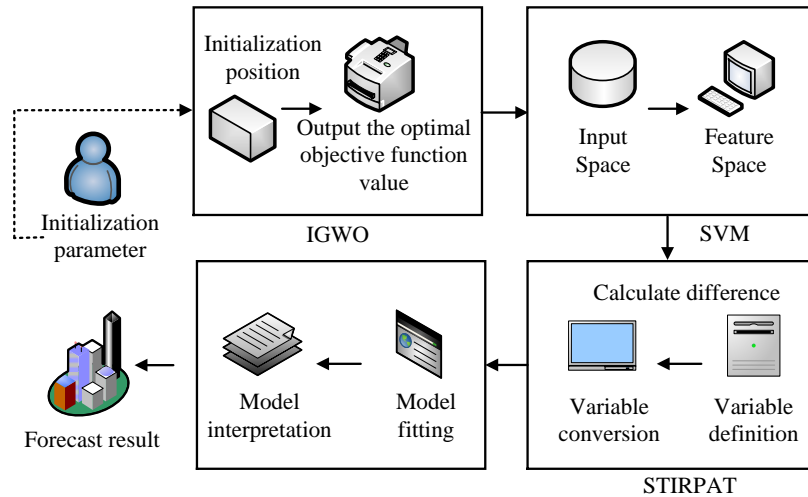 Initialization
position
Output the optimal
objective function
value
Input
Space
Feature
Space
Initialization
parameter
IGWO
SVM
Calculate difference
Variable
conversion
Variable
definition
Model
interpretation
Model
fitting
Forecast result
STIRPAT